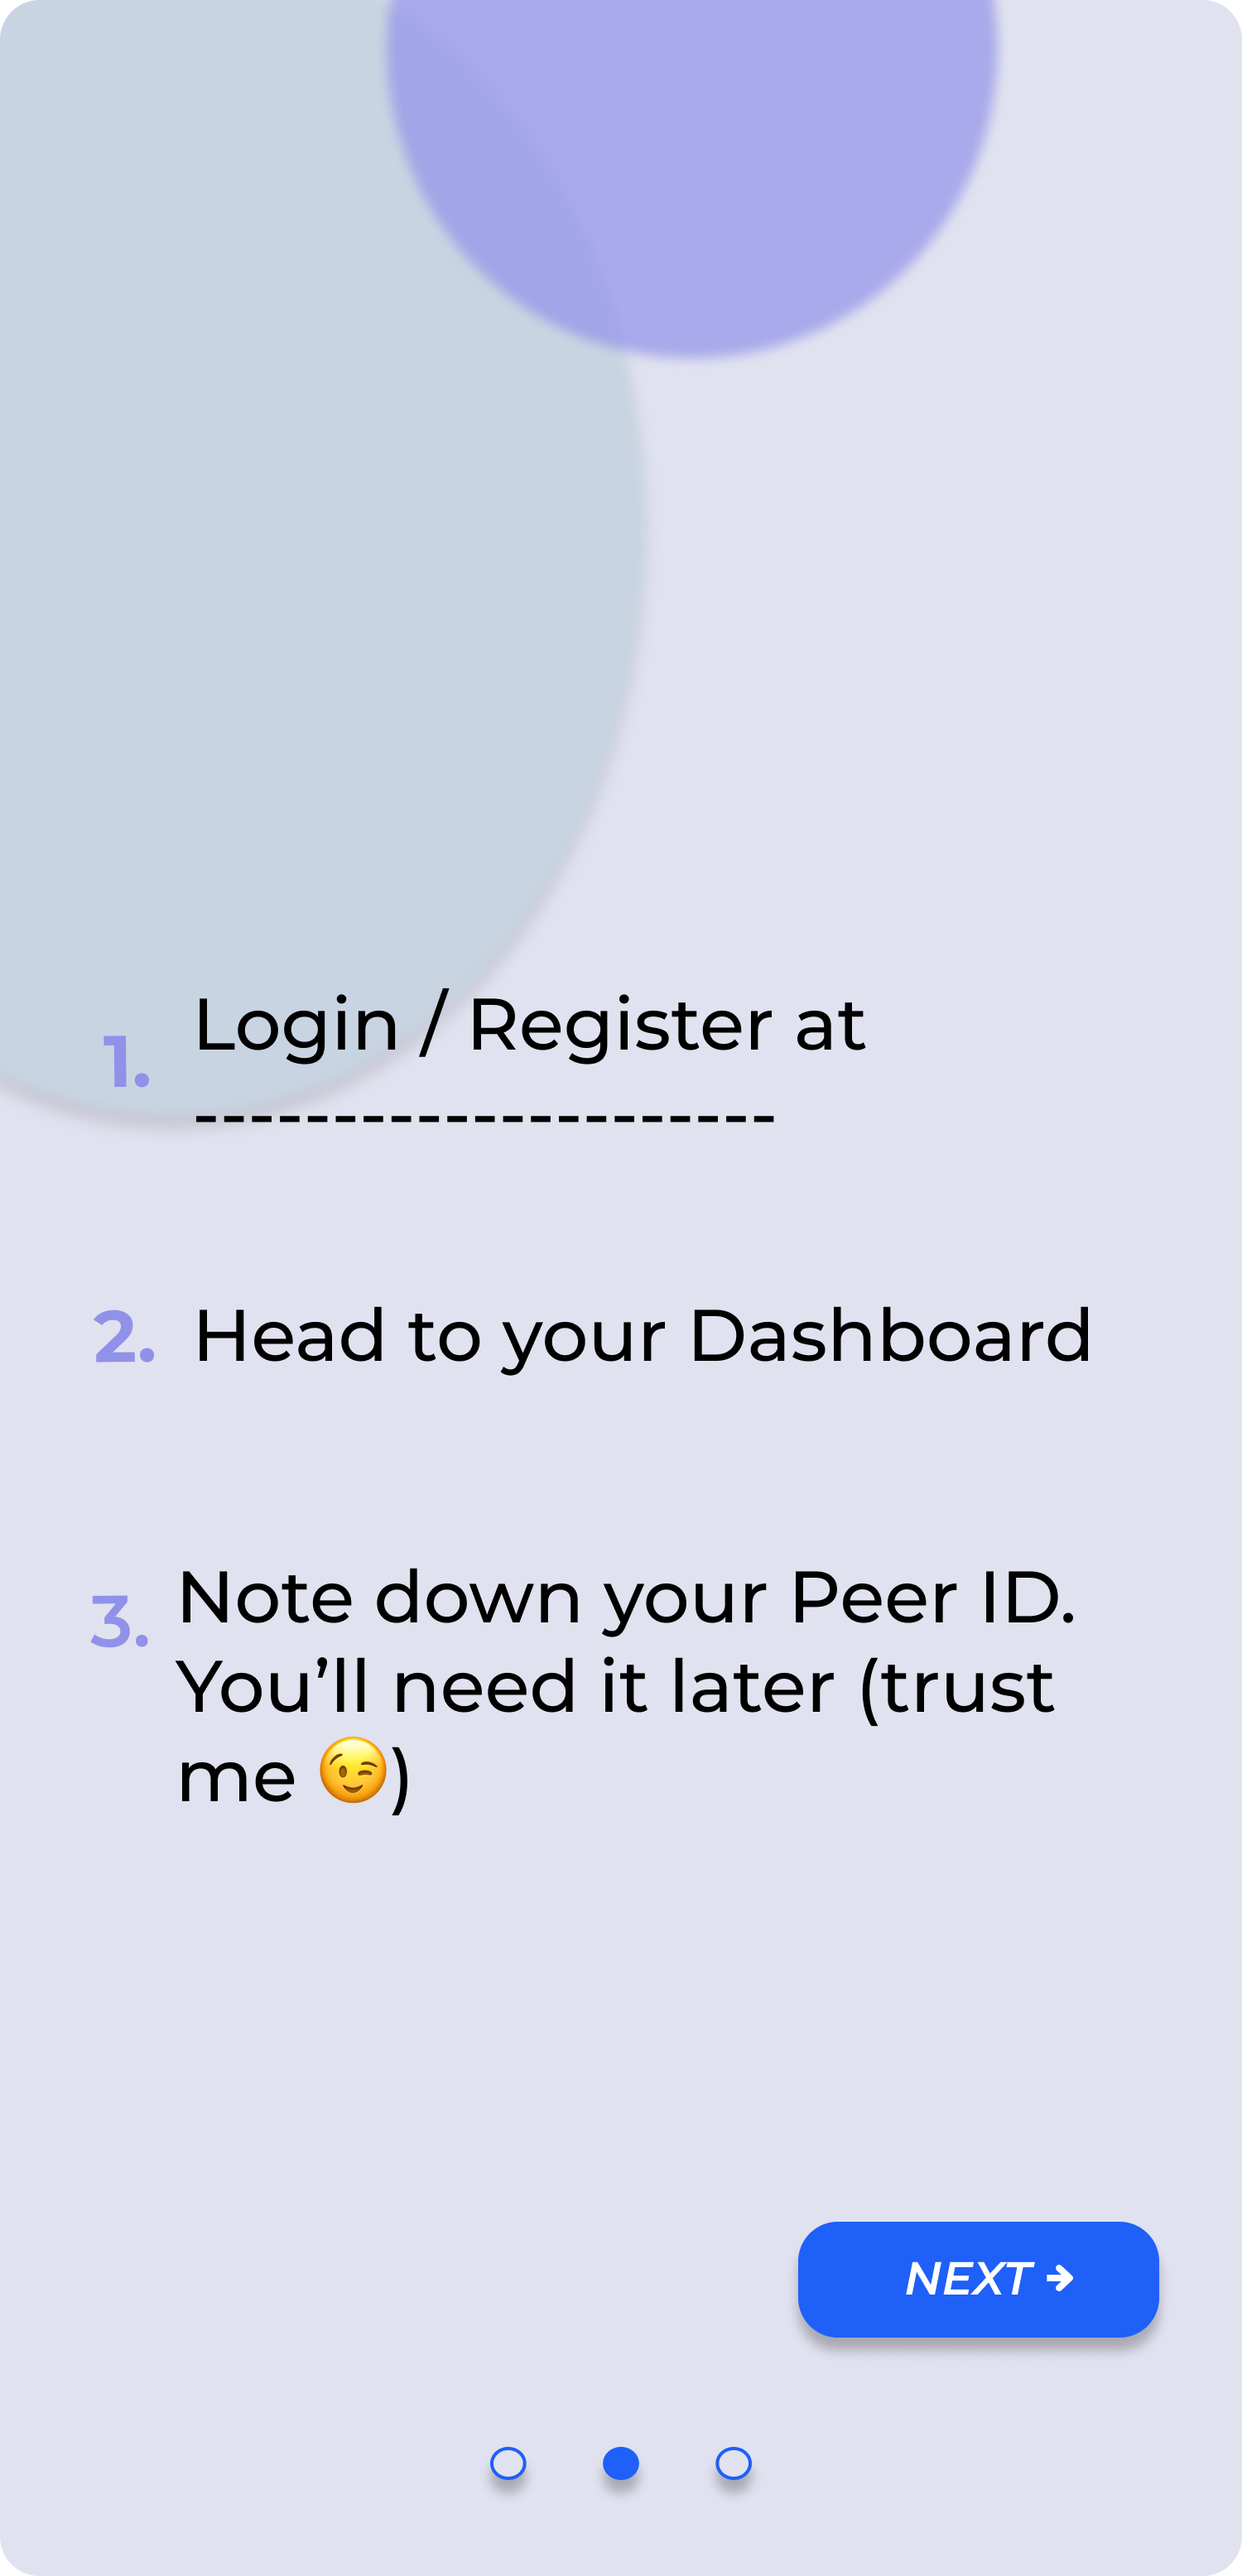 1. Login / Register at
---------------------
2. Head to your Dashboard
3. Note down your Peer ID.
You’ll need it later (trust
me 😉)
NEXT →